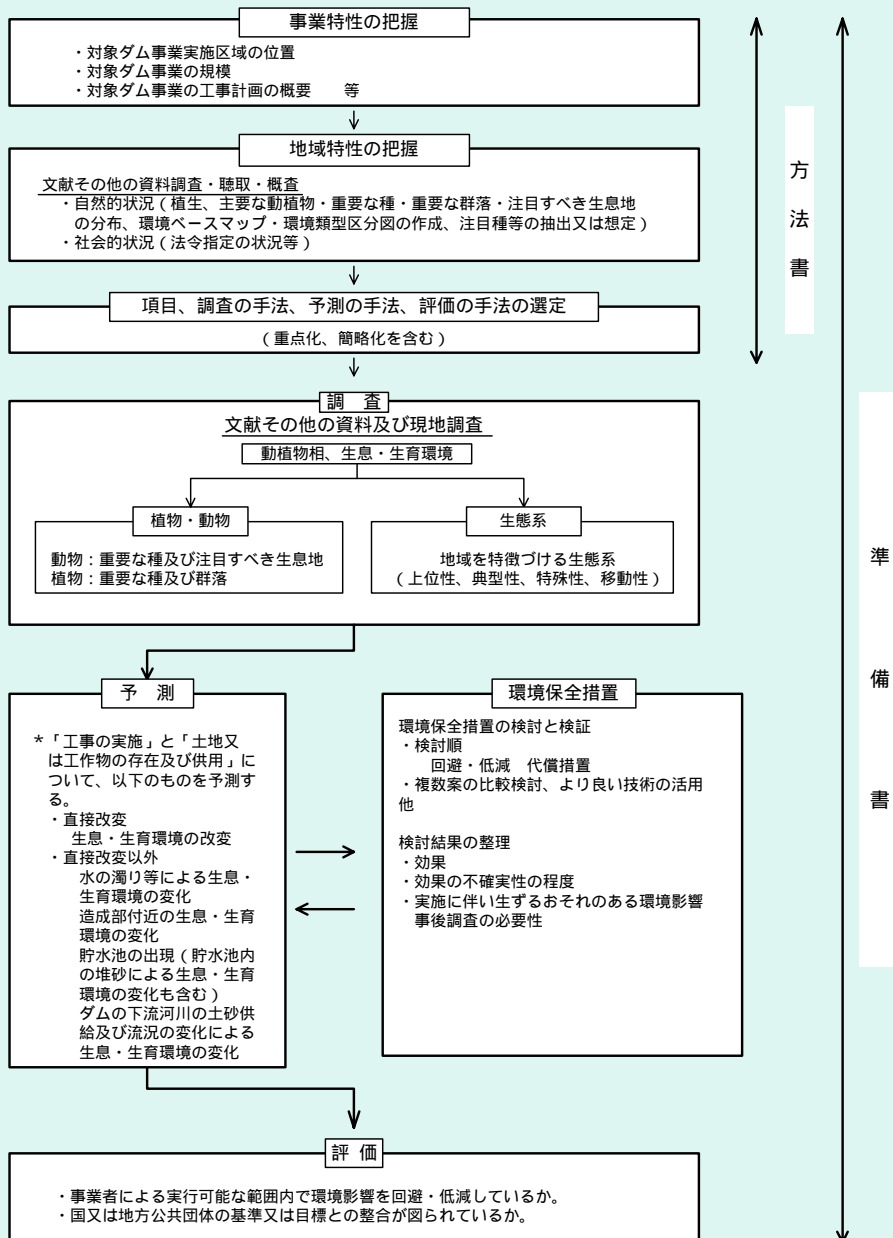 事業特性の把握
・対象ダム事業実施区域の位置
・対象ダム事業の規模
・対象ダム事業の工事計画の概要　　等
地域特性の把握
文献その他の資料調査・聴取・概査
・自然的状況（植生、主要な動植物・重要な種・重要な群落・注目すべき生息地
の分布、環境ベースマップ・環境類型区分図の作成、注目種等の抽出又は想定）
・社会的状況（法令指定の状況等）
項目、調査の手法、予測の手法、評価の手法の選定
（重点化、簡略化を含む）
方法書
調　査
文献その他の資料及び現地調査
動植物相、生息・生育環境
植物・動物
動物：重要な種及び注目すべき生息地
植物：重要な種及び群落
生態系
地域を特徴づける生態系
（上位性、典型性、特殊性、移動性）
予　測
＊「工事の実施」と「土地又
は工作物の存在及び供用」に
ついて、以下のものを予測す
る。
・直接改変
生息・生育環境の改変
・直接改変以外
水の濁り等による生息・
生育環境の変化
造成部付近の生息・生育
環境の変化
貯水池の出現（貯水池内
の堆砂による生息・生育
環境の変化も含む）
ダムの下流河川の土砂供
給及び流況の変化による
生息・生育環境の変化
環境保全措置
環境保全措置の検討と検証
・検討順
回避・低減　代償措置
・複数案の比較検討、より良い技術の活用
他
検討結果の整理
・効果
・効果の不確実性の程度
・実施に伴い生ずるおそれのある環境影響
事後調査の必要性
準備書
評 価
・事業者による実行可能な範囲内で環境影響を回避・低減しているか。
・国又は地方公共団体の基準又は目標との整合が図られているか。